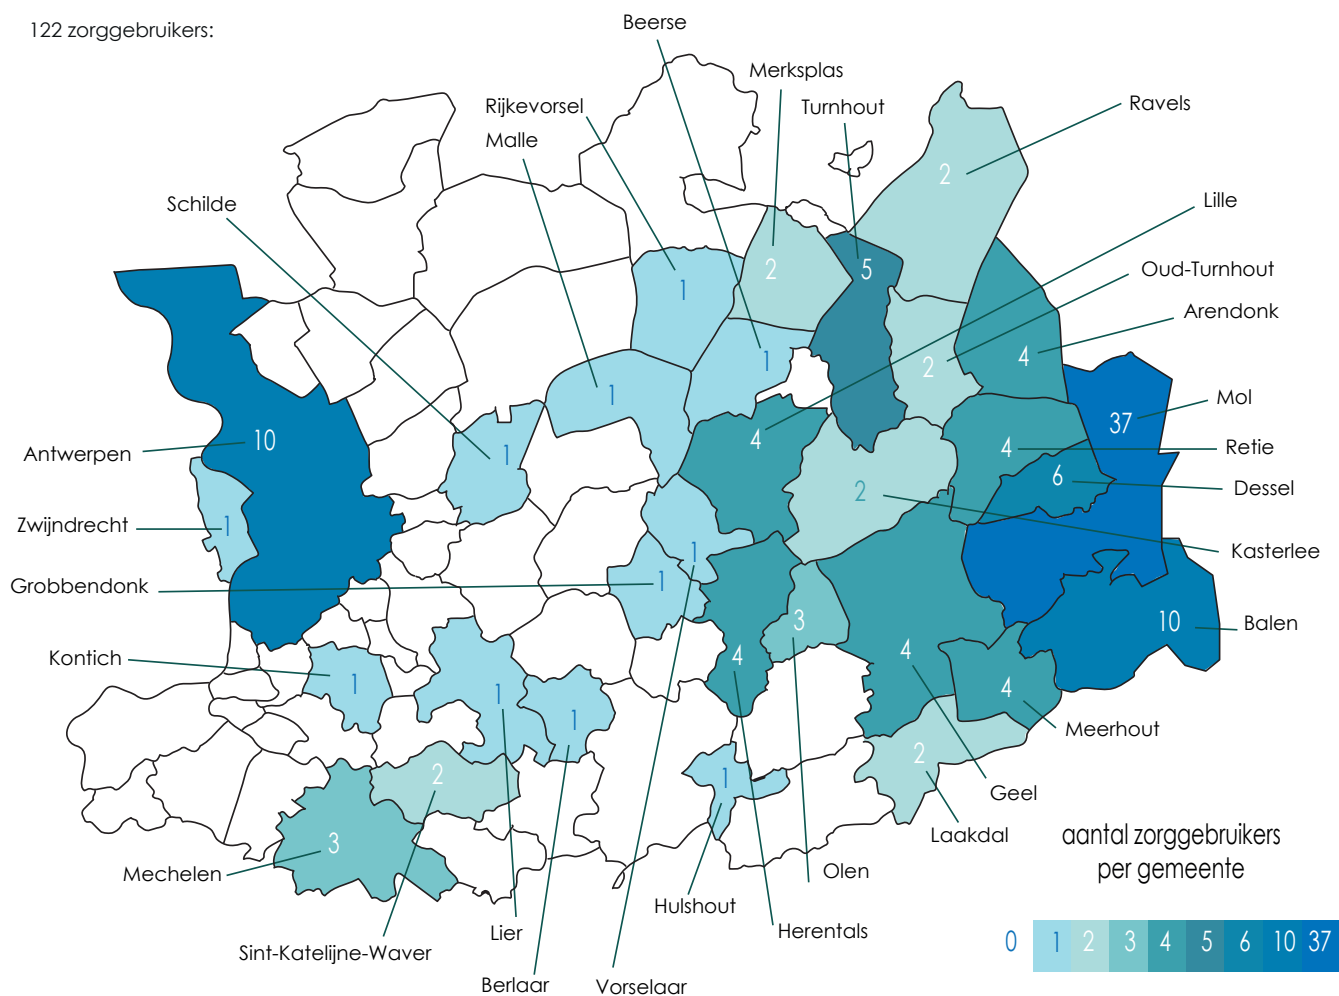 122 zorggebruikers:
Beerse
Merksplas
Rijkevorsel
Turnhout
Ravels
Malle
Schilde
Lille
Oud-Turnhout
Arendonk
Mol
Antwerpen
Retie
Dessel
Zwijndrecht
Kasterlee
Grobbendonk
Balen
Kontich
Meerhout
Geel
Laakdal
Mechelen
Olen
Hulshout
Herentals
Lier
Sint-Katelijne-Waver
Berlaar
Vorselaar
2
2
5
1
4
1
2
1
37
10
4
1
4
6
2
1
1
1
3
10
4
4
1
4
1
1
2
1
2
3
aantal zorggebruikers
per gemeente
0 1 2 3 4 5 6 10 37